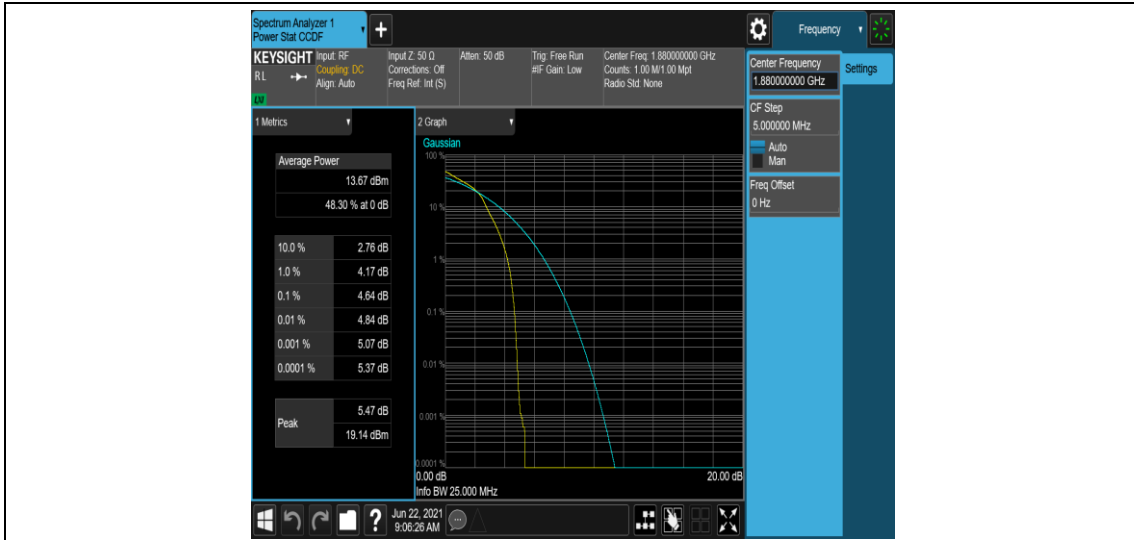 Spectrum Analyzer 1
Power Stat CCDF
Frequency
KEYSIGHT
RL
LXI
Input: RF
Coupling: DC
Align: Auto
Input Z: 50 Ω
Corrections: Off
Freq Ref: Int (S)
Atten: 50 dB
Trig: Free Run
#IF Gain: Low
Center Freq: 1.880000000 GHz
Counts: 1.00 M/1.00 Mpt
Radio Std: None
Center Frequency
1.880000000 GHz
Settings
CF Step
5.000000 MHz
Auto
Man
Freq Offset
0 Hz
1 Metrics
Average Power
13.67 dBm
48.30 % at 0 dB
10.0 % 2.76 dB
1.0 % 4.17 dB
0.1 % 4.64 dB
0.01 % 4.84 dB
0.001 % 5.07 dB
0.0001 % 5.37 dB
Peak 5.47 dB
19.14 dBm
2 Graph
Gaussian
100 %
10 %
1 %
0.1 %
0.01 %
0.001 %
0.0001 %
0.00 dB 20.00 dB
Info BW 25.000 MHz
? Jun 22, 2021
9:06:26 AM